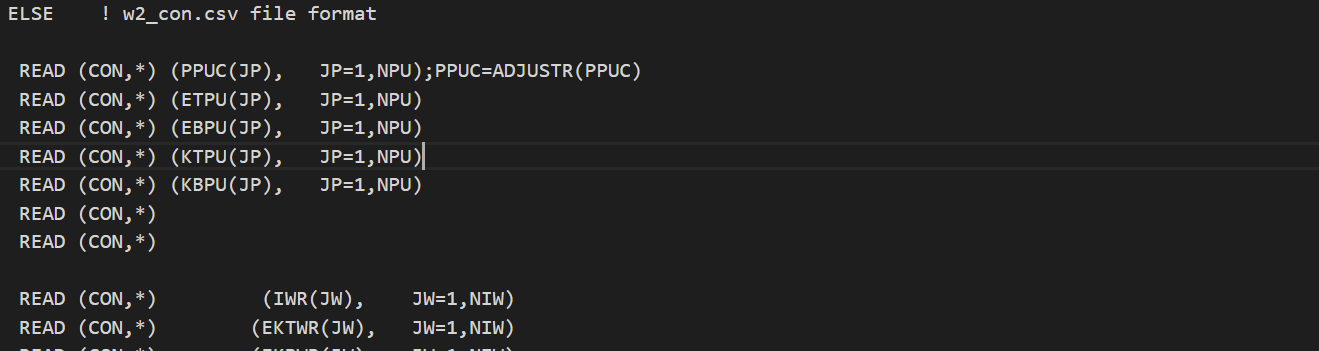 ELSE    ! w2_con.csv file format
READ (CON,*) (PPUC(JP),   JP=1,NPU);PPUC=ADJUSTR(PPUC)
READ (CON,*) (ETPU(JP),   JP=1,NPU)
READ (CON,*) (EBPU(JP),   JP=1,NPU)
READ (CON,*) (KTPU(JP),   JP=1,NPU)
READ (CON,*) (KBPU(JP),   JP=1,NPU)
READ (CON,*)
READ (CON,*)
READ (CON,*)         (IWR(JW),    JW=1,NIW)
READ (CON,*)        (EKTWR(JW),   JW=1,NIW)